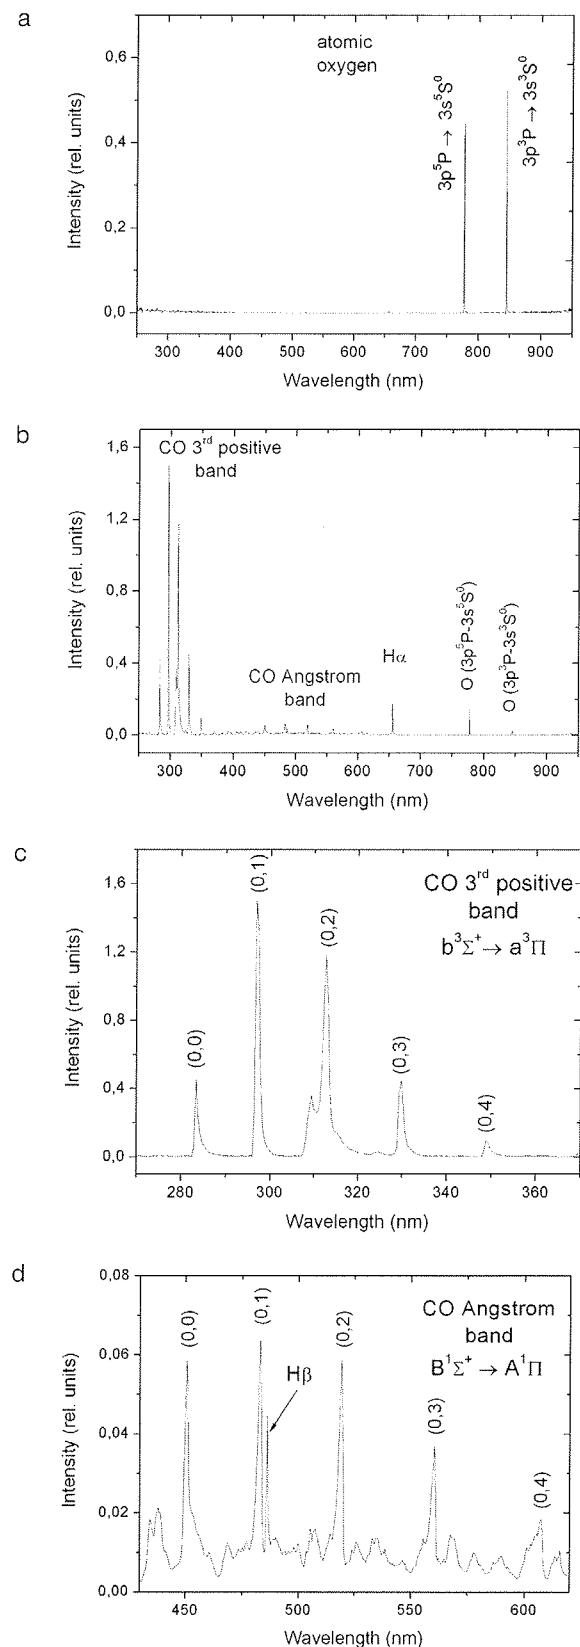 a
atomic
oxygen
3p⁵P → 3s⁵S⁰
3p³P → 3s³S⁰
Intensity (rel. units)
0,6
0,4
0,2
0,0
300 400 500 600 700 800 900
Wavelength (nm)
b
CO 3rd positive
band
CO Angstrom
band
Hα
O (3p⁵P-3s⁵S⁰)
O (3p³P-3s³S⁰)
Intensity (rel. units)
1,6
1,2
0,8
0,4
0,0
300 400 500 600 700 800 900
Wavelength (nm)
c
CO 3rd positive
band
b³Σ⁺→ a³Π
(0,0)
(0,1)
(0,2)
(0,3)
(0,4)
Intensity (rel. units)
1,6
1,2
0,8
0,4
0,0
280 300 320 340 360
Wavelength (nm)
d
CO Angstrom
band
B¹Σ⁺→ A¹Π
(0,0)
(0,1)
Hβ
(0,2)
(0,3)
(0,4)
Intensity (rel. units)
0,08
0,06
0,04
0,02
0,00
450 500 550 600
Wavelength (nm)